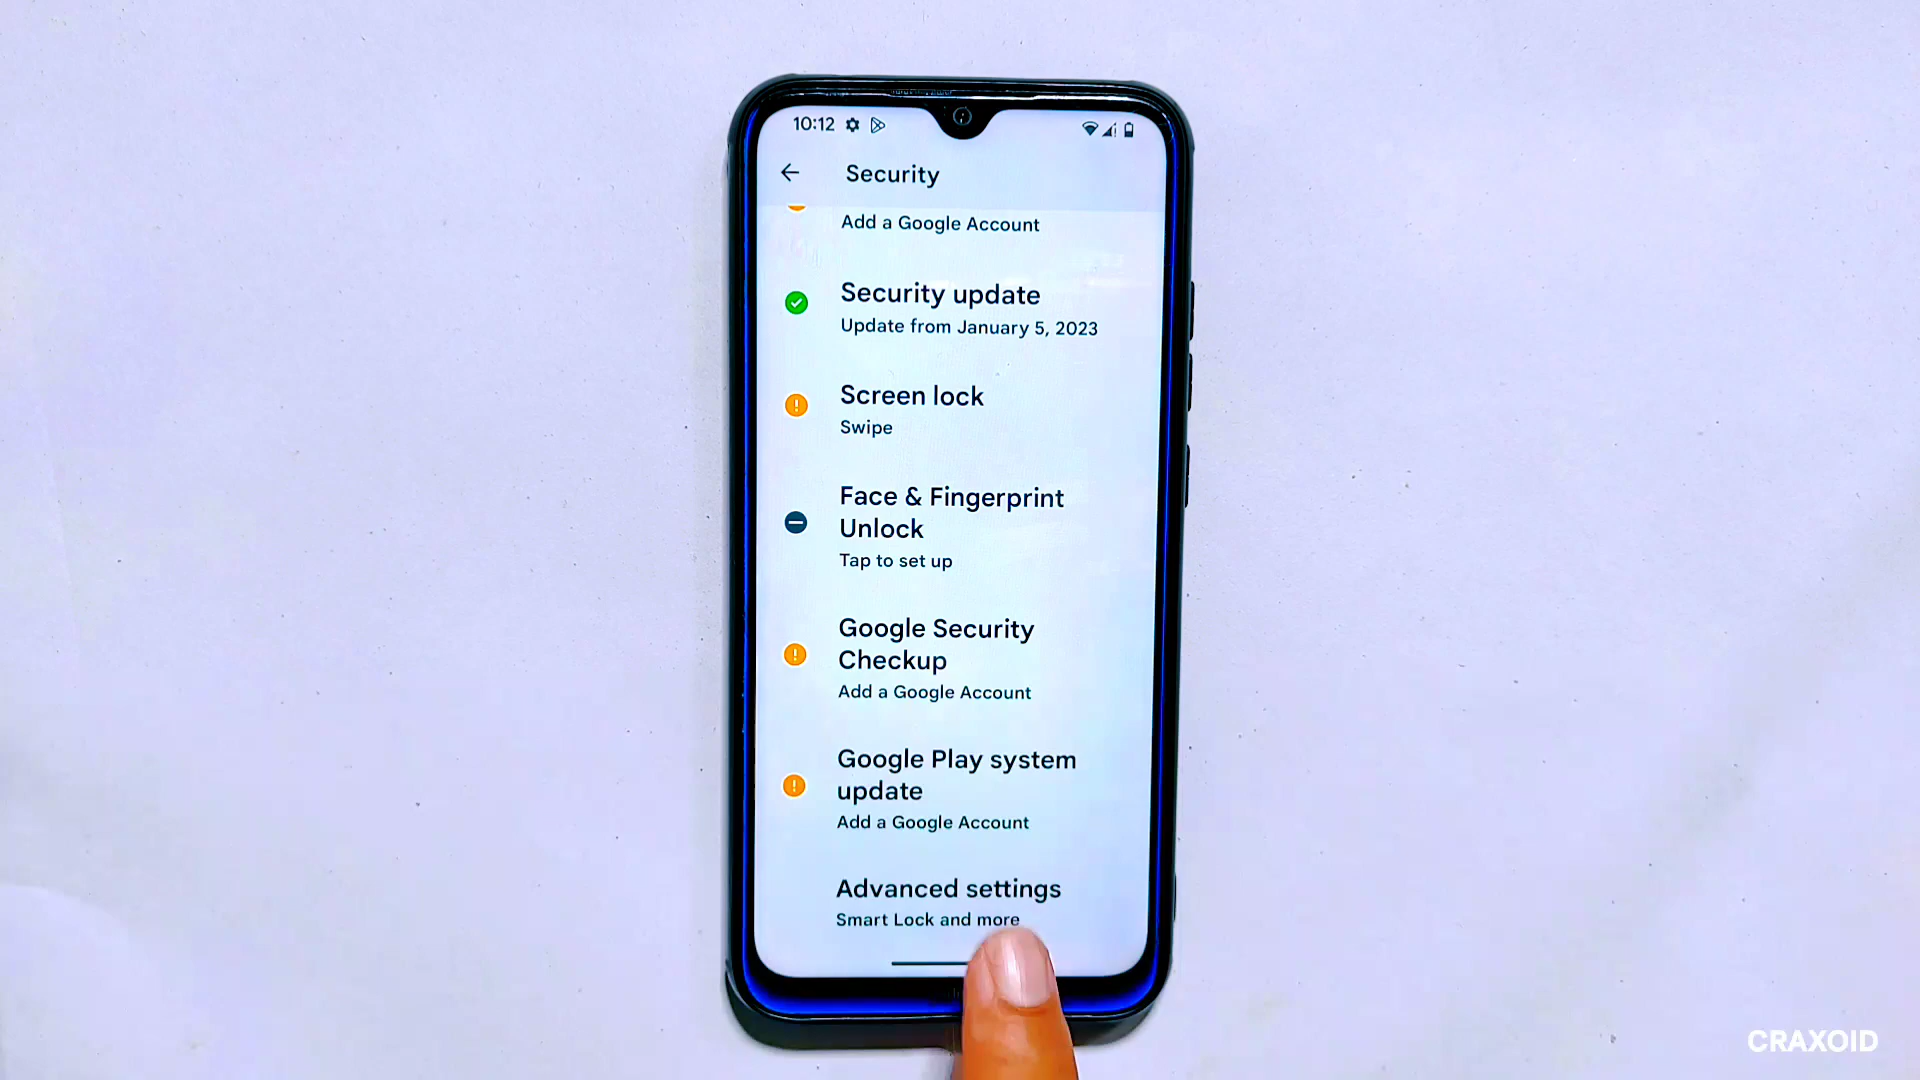 10:12
Security
Add a Google Account
Security update
Update from January 5, 2023
Screen lock
Swipe
Face & Fingerprint
Unlock
Tap to set up
Google Security
Checkup
Add a Google Account
Google Play system
update
Add a Google Account
Advanced settings
Smart Lock and more
CRAXOID